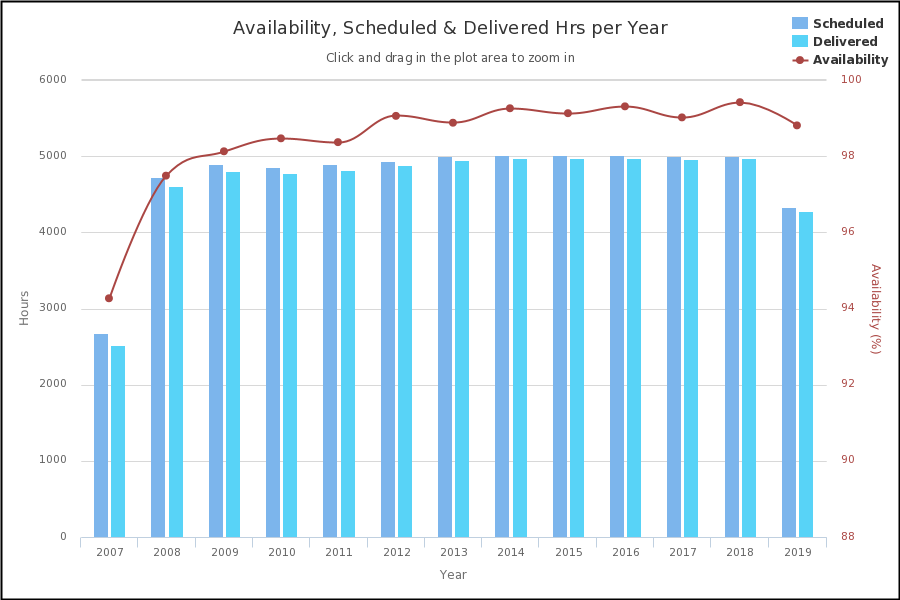 Availability, Scheduled & Delivered Hrs per Year
Click and drag in the plot area to zoom in
Scheduled
Delivered
Availability
6000
5000
4000
3000
2000
1000
0
Hours
100
98
96
94
92
90
88
Availability (%)
2007 2008 2009 2010 2011 2012 2013 2014 2015 2016 2017 2018 2019
Year